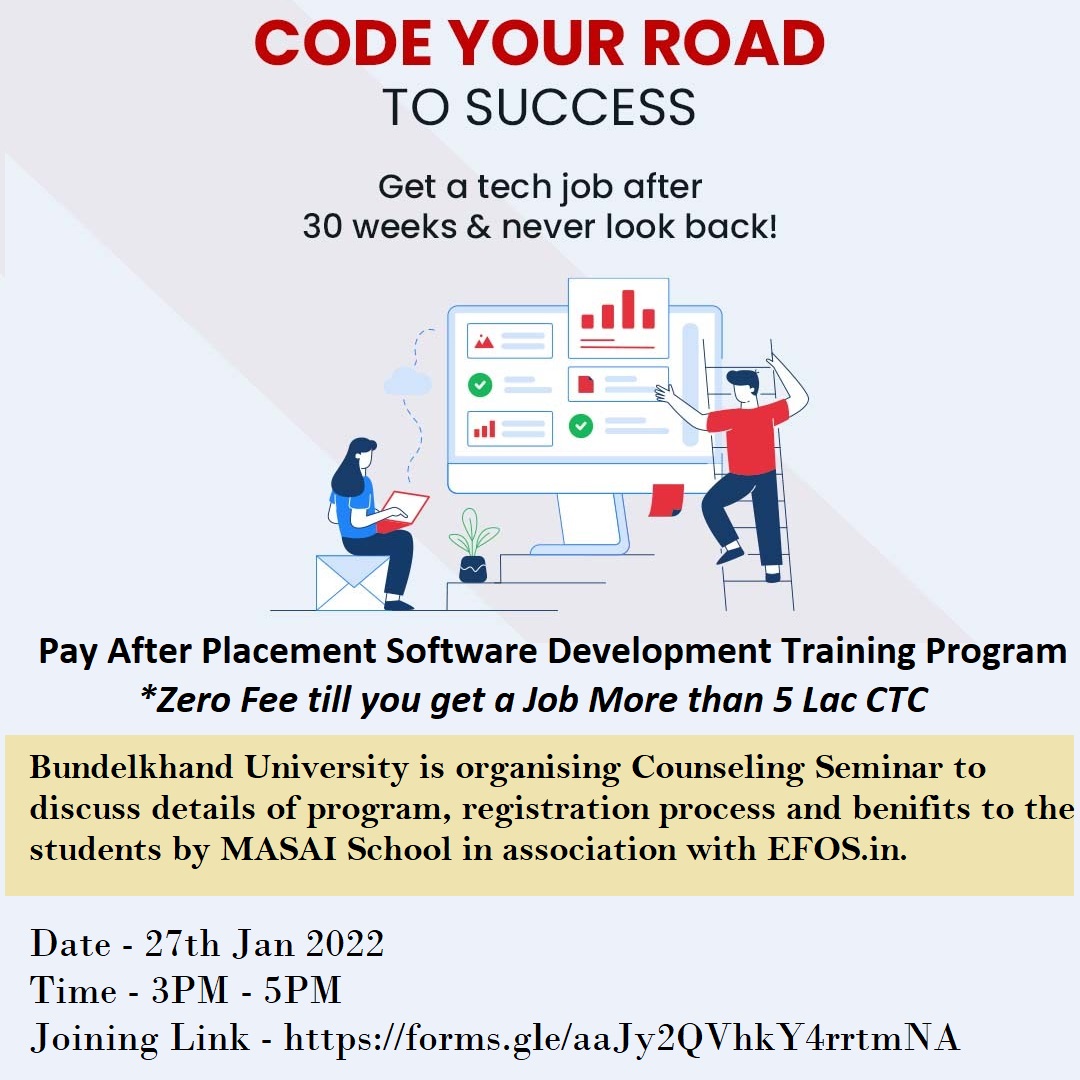 CODE YOUR ROAD
TO SUCCESS
Get a tech job after
30 weeks & never look back!
Pay After Placement Software Development Training Program
*Zero Fee till you get a Job More than 5 Lac CTC
Bundelkhand University is organising Counseling Seminar to
discuss details of program, registration process and benifits to the
students by MASAI School in association with EFOS.in.
Date - 27th Jan 2022
Time - 3PM - 5PM
Joining Link - https://forms.gle/aaJy2QVhkY4rrtmNA